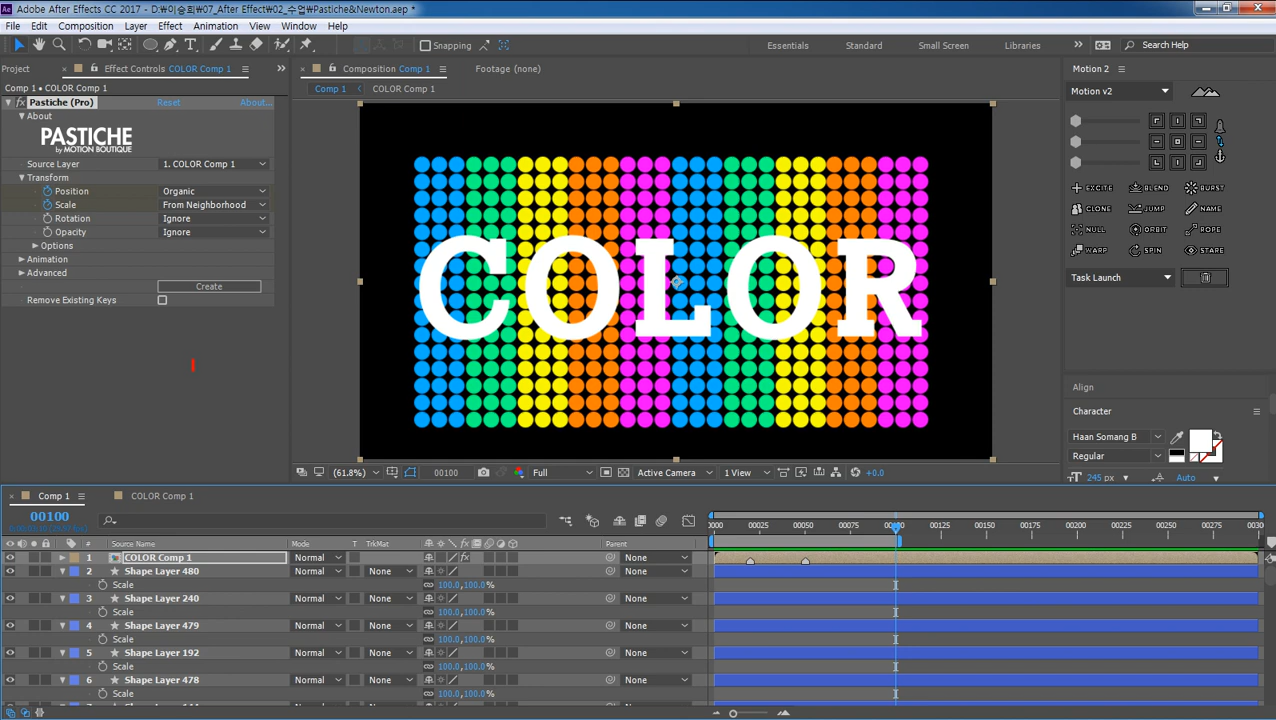 Adobe After Effects CC 2017 - D:₩이승희₩07_After Effect₩02_수업₩Pastiche&Newton.aep *
File Edit Composition Layer Effect Animation View Window Help
Snapping
Essentials Standard Small Screen Libraries Search Help
Project Effect Controls COLOR Comp 1
Comp 1 • COLOR Comp 1
fx Pastiche (Pro) Reset About...
About
PASTICHE
by MOTION BOUTIQUE
Source Layer 1. COLOR Comp 1
Transform
Position Organic
Scale From Neighborhood
Rotation Ignore
Opacity Ignore
Options
Animation
Advanced
Create
Remove Existing Keys
Composition Comp 1 Footage (none)
Comp 1 COLOR Comp 1
COLOR
(61.8%) 00100 Full Active Camera 1 View +0.0
Motion 2
Motion v2
EXCITE BLEND BURST
CLONE JUMP NAME
NULL ORBIT ROPE
WARP SPIN STARE
Task Launch
Align
Character
Haan Somang B
Regular
245 px Auto
Comp 1 COLOR Comp 1
00100
# Source Name Mode T TrkMat Parent
0000 00025 00050 00075 00100 00125 00150 00175 00200 00225 00250 00275 0030
1 COLOR Comp 1 Normal fx None
2 Shape Layer 480 Normal None None
Scale 100.0,100.0%
3 Shape Layer 240 Normal None None
Scale 100.0,100.0%
4 Shape Layer 479 Normal None None
Scale 100.0,100.0%
5 Shape Layer 192 Normal None None
Scale 100.0,100.0%
6 Shape Layer 478 Normal None None
Scale 100.0,100.0%